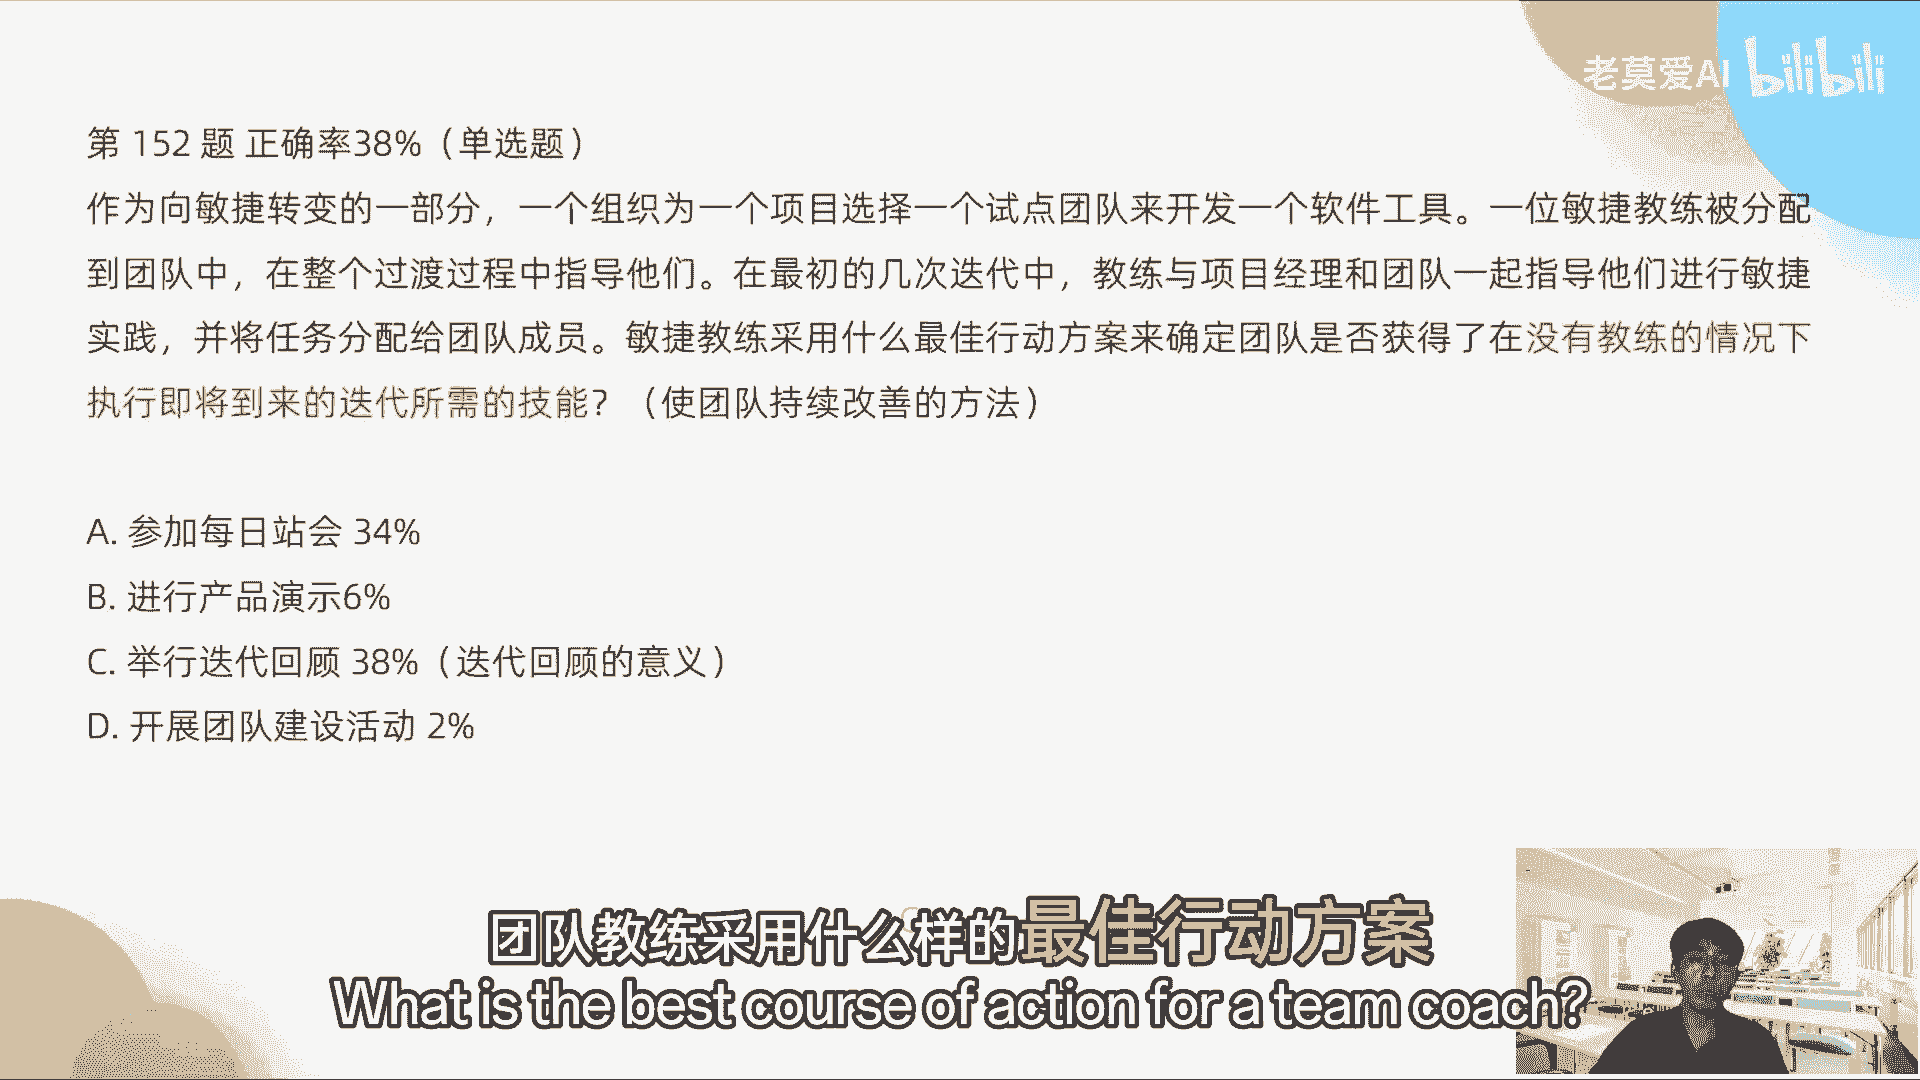 老莫爱AI bilibili
第 152 题 正确率38%（单选题）
作为向敏捷转变的一部分，一个组织为一个项目选择一个试点团队来开发一个软件工具。一位敏捷教练被分配
到团队中，在整个过渡过程中指导他们。在最初的几次迭代中，教练与项目经理和团队一起指导他们进行敏捷
实践，并将任务分配给团队成员。敏捷教练采用什么最佳行动方案来确定团队是否获得了在没有教练的情况下
执行即将到来的迭代所需的技能？（使团队持续改善的方法）
A. 参加每日站会 34%
B. 进行产品演示6%
C. 举行迭代回顾 38%（迭代回顾的意义）
D. 开展团队建设活动 2%
团队教练采用什么样的最佳行动方案
What is the best course of action for a team coach?